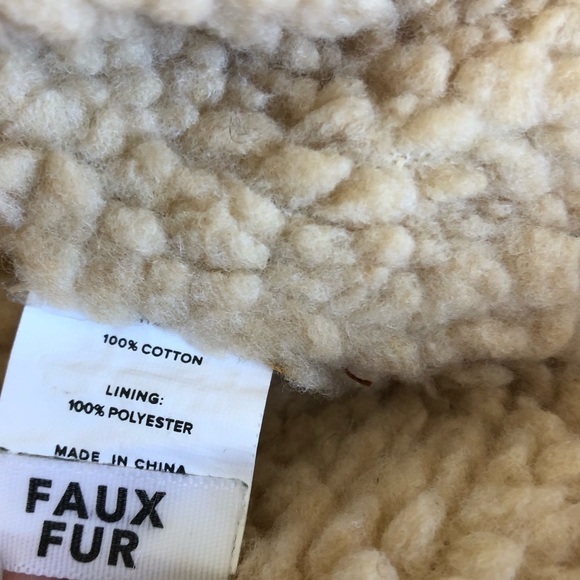 100% COTTON
LINING:
100% POLYESTER
MADE IN CHINA
FAUX
FUR